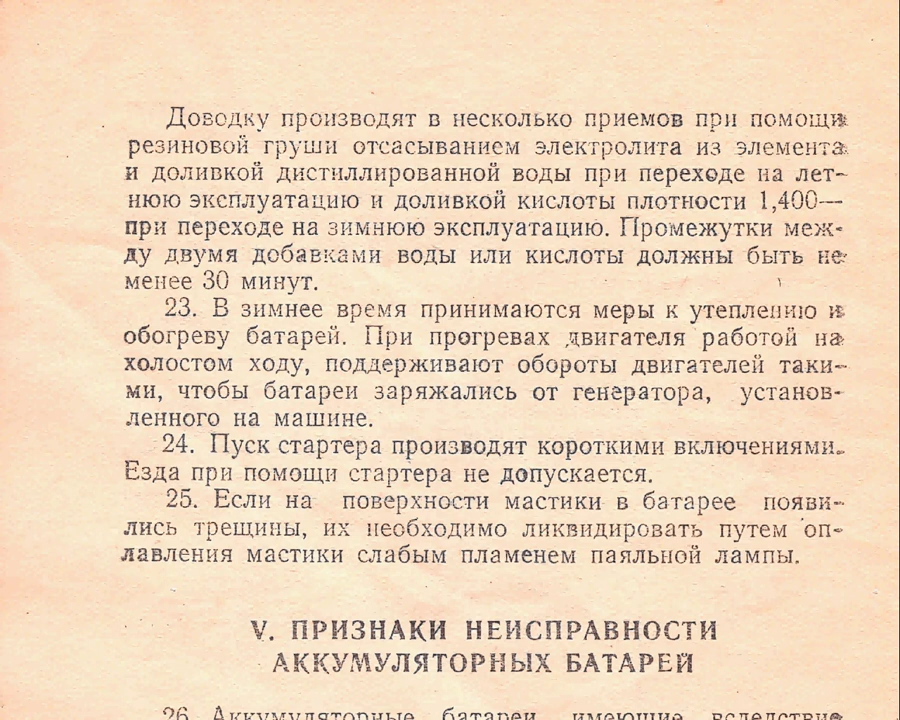 Доводку производят в несколько приемов при помощи
резиновой груши отсасыванием электролита из элемента
и доливкой дистиллированной воды при переходе на лет-
нюю эксплуатацию и доливкой кислоты плотности 1,400—
при переходе на зимнюю эксплуатацию. Промежутки меж-
ду двумя добавками воды или кислоты должны быть не
менее 30 минут.
23. В зимнее время принимаются меры к утеплению и
обогреву батарей. При прогревах двигателя работой на
холостом ходу, поддерживают обороты двигателей таки-
ми, чтобы батареи заряжались от генератора, установ-
ленного на машине.
24. Пуск стартера производят короткими включениями.
Езда при помощи стартера не допускается.
25. Если на поверхности мастики в батарее появи-
лись трещины, их необходимо ликвидировать путем оп-
лавления мастики слабым пламенем паяльной лампы.
V. ПРИЗНАКИ НЕИСПРАВНОСТИ
АККУМУЛЯТОРНЫХ БАТАРЕЙ
26. Аккумуляторные батареи, имеющие вследствие